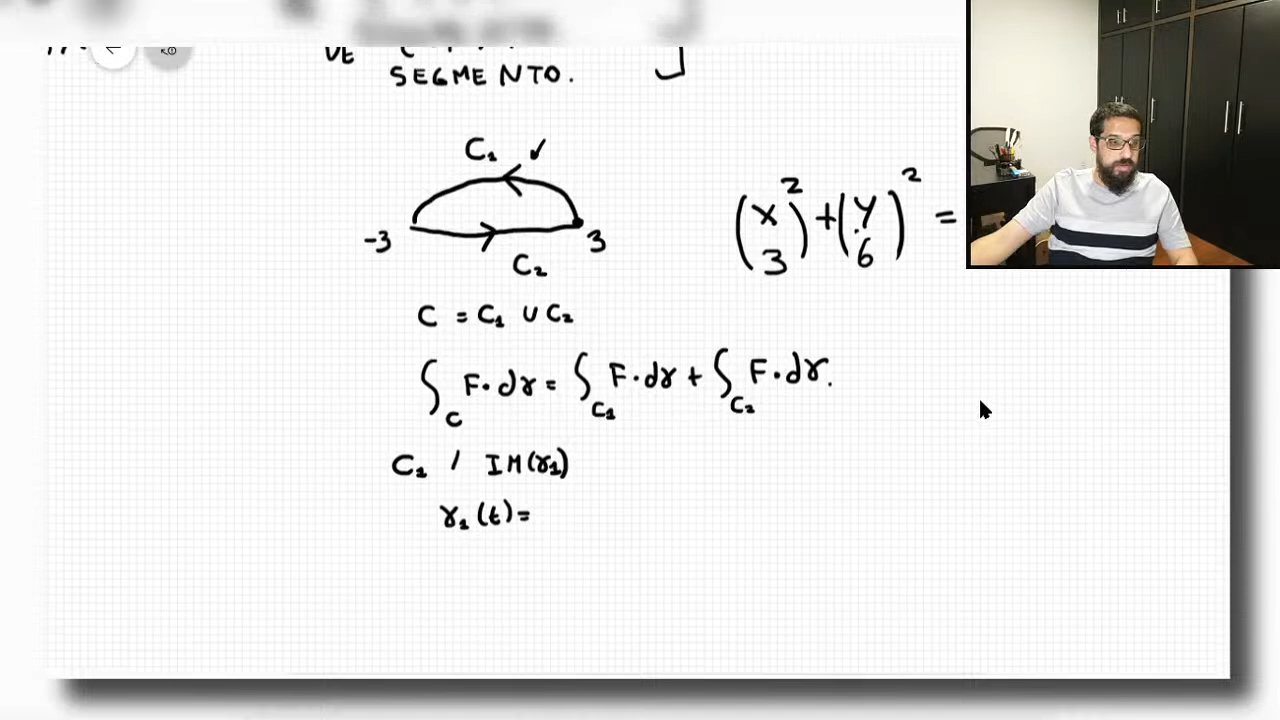 DE
SEGMENTO.
C₁ ✓
-3 3
C₂
(x/3)² + (y/6)² =
C = C₁ ∪ C₂
∫_C F·dγ = ∫_C₁ F·dγ + ∫_C₂ F·dγ.
C₁ / IM(γ₁)
γ₁(t) =